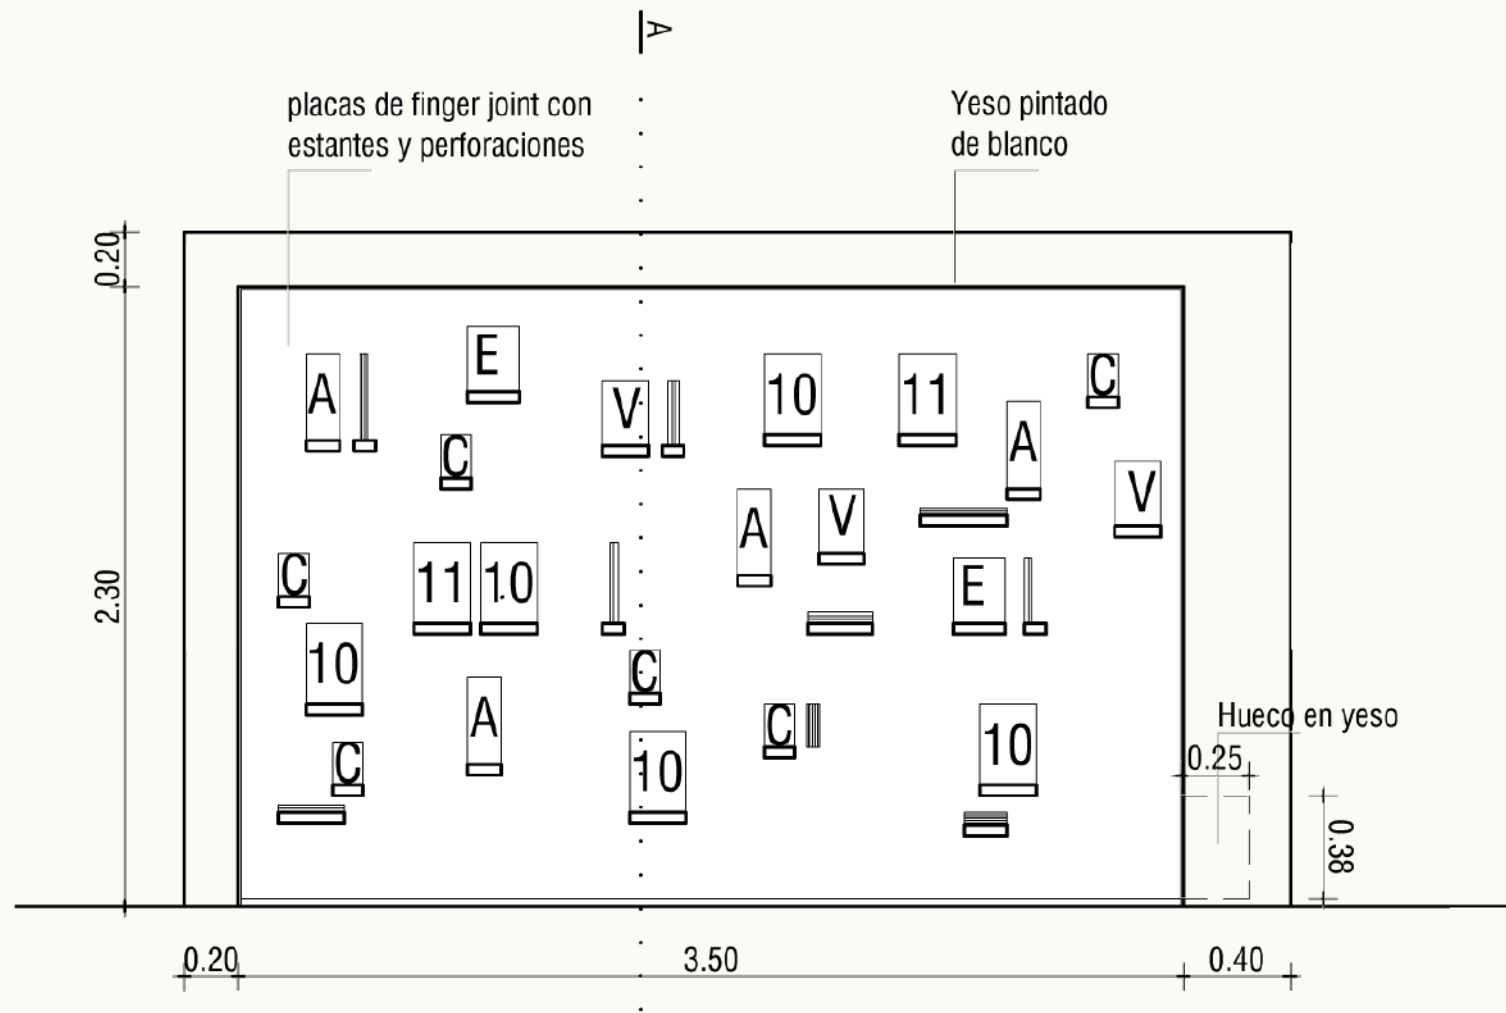 A
placas de finger joint con
estantes y perforaciones
Yeso pintado
de blanco
0.20
2.30
A
E
V
10
11
C
C
A
V
A
V
C
11
10
E
10
C
A
C
10
C
10
C
Hueco en yeso
0.25
0.38
0.20
3.50
0.40